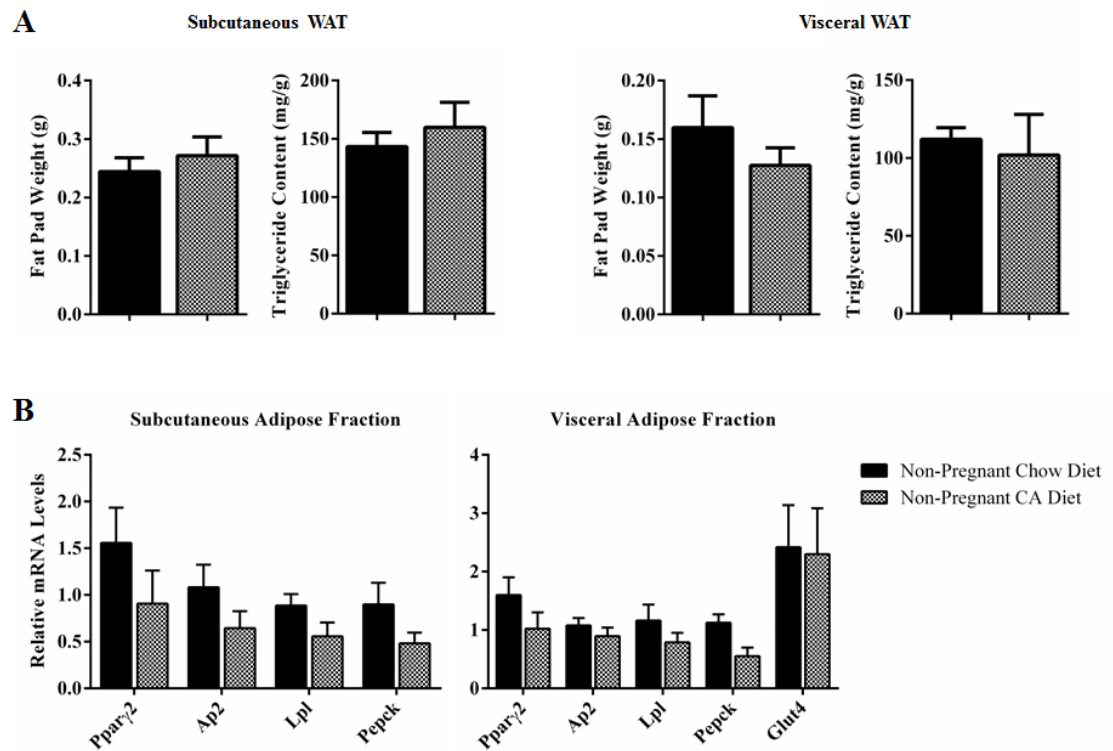 A
Subcutaneous WAT
Visceral WAT
Fat Pad Weight (g)
0.4
0.3
0.2
0.1
0.0
Triglyceride Content (mg/g)
200
150
100
50
0
Fat Pad Weight (g)
0.20
0.15
0.10
0.05
0.00
Triglyceride Content (mg/g)
150
100
50
0
B
Subcutaneous Adipose Fraction
Relative mRNA Levels
2.5
2.0
1.5
1.0
0.5
0.0
Pparγ2
Ap2
Lpl
Pepck
Visceral Adipose Fraction
4
3
2
1
0
Pparγ2
Ap2
Lpl
Pepck
Glut4
Non-Pregnant Chow Diet
Non-Pregnant CA Diet